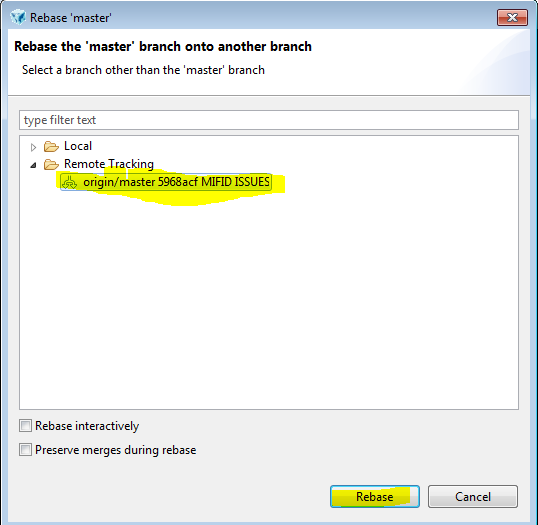 Rebase 'master'
Rebase the 'master' branch onto another branch
Select a branch other than the 'master' branch
type filter text
Local
Remote Tracking
origin/master 5968acf MIFID ISSUES
Rebase interactively
Preserve merges during rebase
Rebase
Cancel